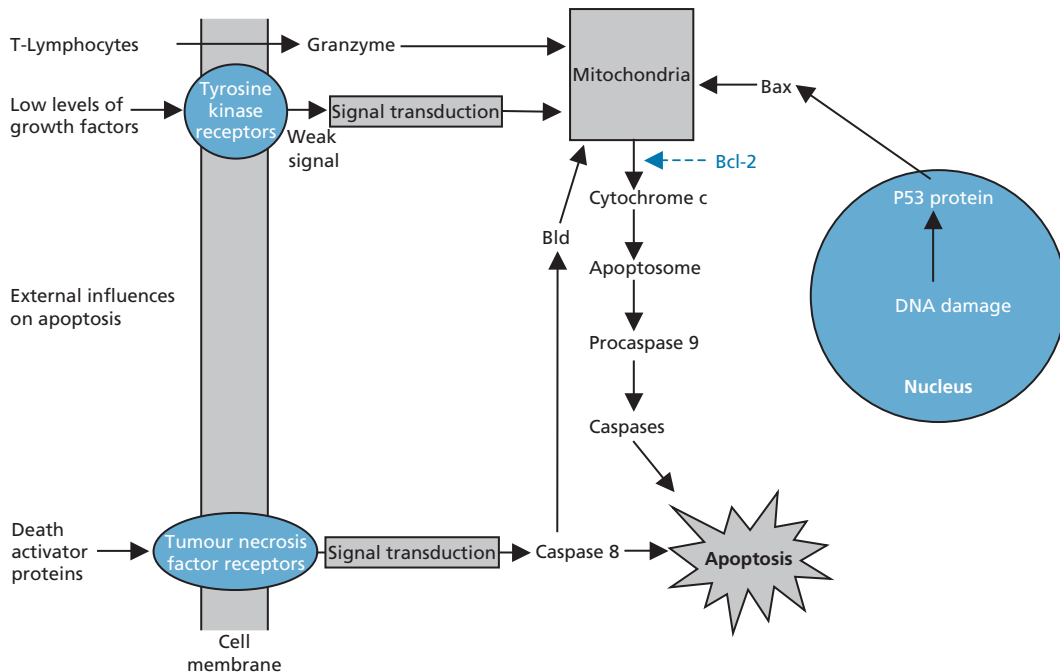 T-Lymphocytes
Granzyme
Mitochondria
Bax
Low levels of
growth factors
Tyrosine
kinase
receptors
Weak
signal
Signal transduction
Bcl-2
Cytochrome c
P53 protein
Bld
Apoptosome
External influences
on apoptosis
DNA damage
Procaspase 9
Nucleus
Caspases
Death
activator
proteins
Tumour necrosis
factor receptors
Signal transduction
Caspase 8
Apoptosis
Cell
membrane